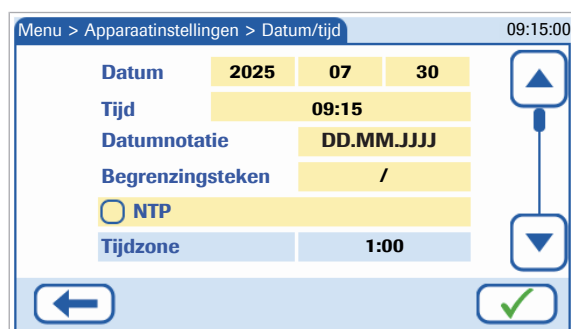 Menu > Apparaatinstellingen > Datum/tijd 09:15:00
Datum 2025 07 30
Tijd 09:15
Datumnotatie DD.MM.JJJJ
Begrenzingsteken /
NTP
Tijdzone 1:00